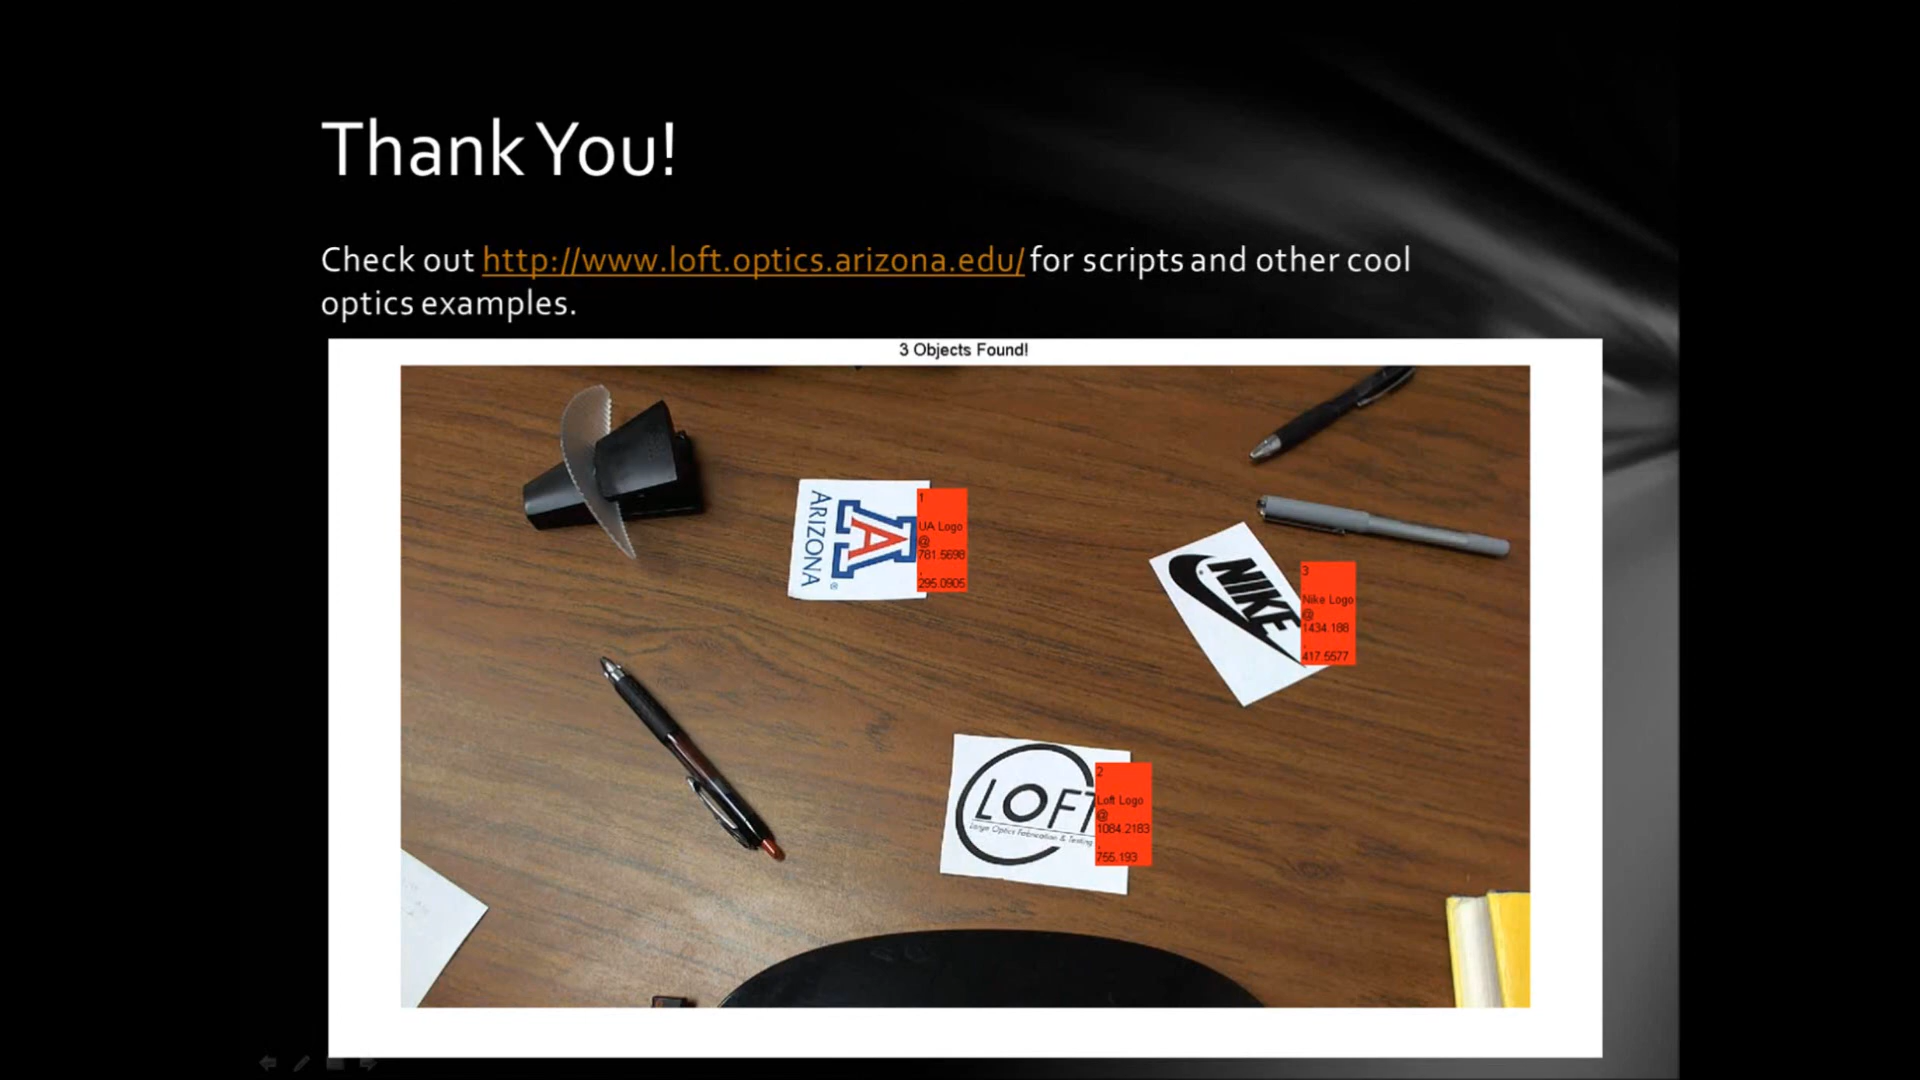 Thank You!
Check out http://www.loft.optics.arizona.edu/ for scripts and other cool
optics examples.
3 Objects Found!
ARIZONA
A
®
1
UA Logo
@
781.5698
,
295.0905
NIKE
3
Nike Logo
@
1434.188
,
417.5577
LOFT
Large Optics Fabrication & Testing
2
Loft Logo
@
1084.2183
,
755.193